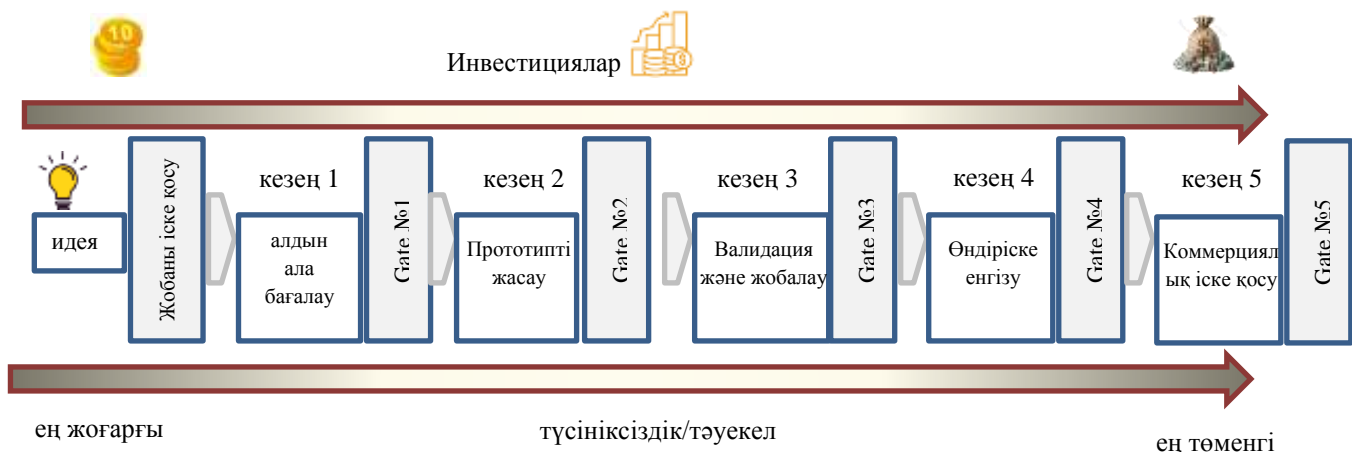 10
Инвестициялар
идея
Жобаны іске қосу
кезең 1
алдын
ала
бағалау
Gate №1
кезең 2
Прототипті
жасау
Gate №2
кезең 3
Валидация
және жобалау
Gate №3
кезең 4
Өндіріске
енгізу
Gate №4
кезең 5
Коммерциял
ық іске қосу
Gate №5
ең жоғарғы
түсініксіздік/тәуекел
ең төменгі